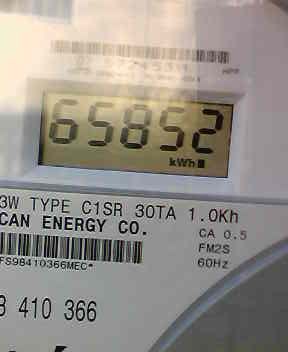 65852
kWh
3W TYPE C1SR 30TA 1.0Kh
CAN ENERGY CO.
CA 0.5
FM2S
FS98410366MEC*
60Hz
8 410 366